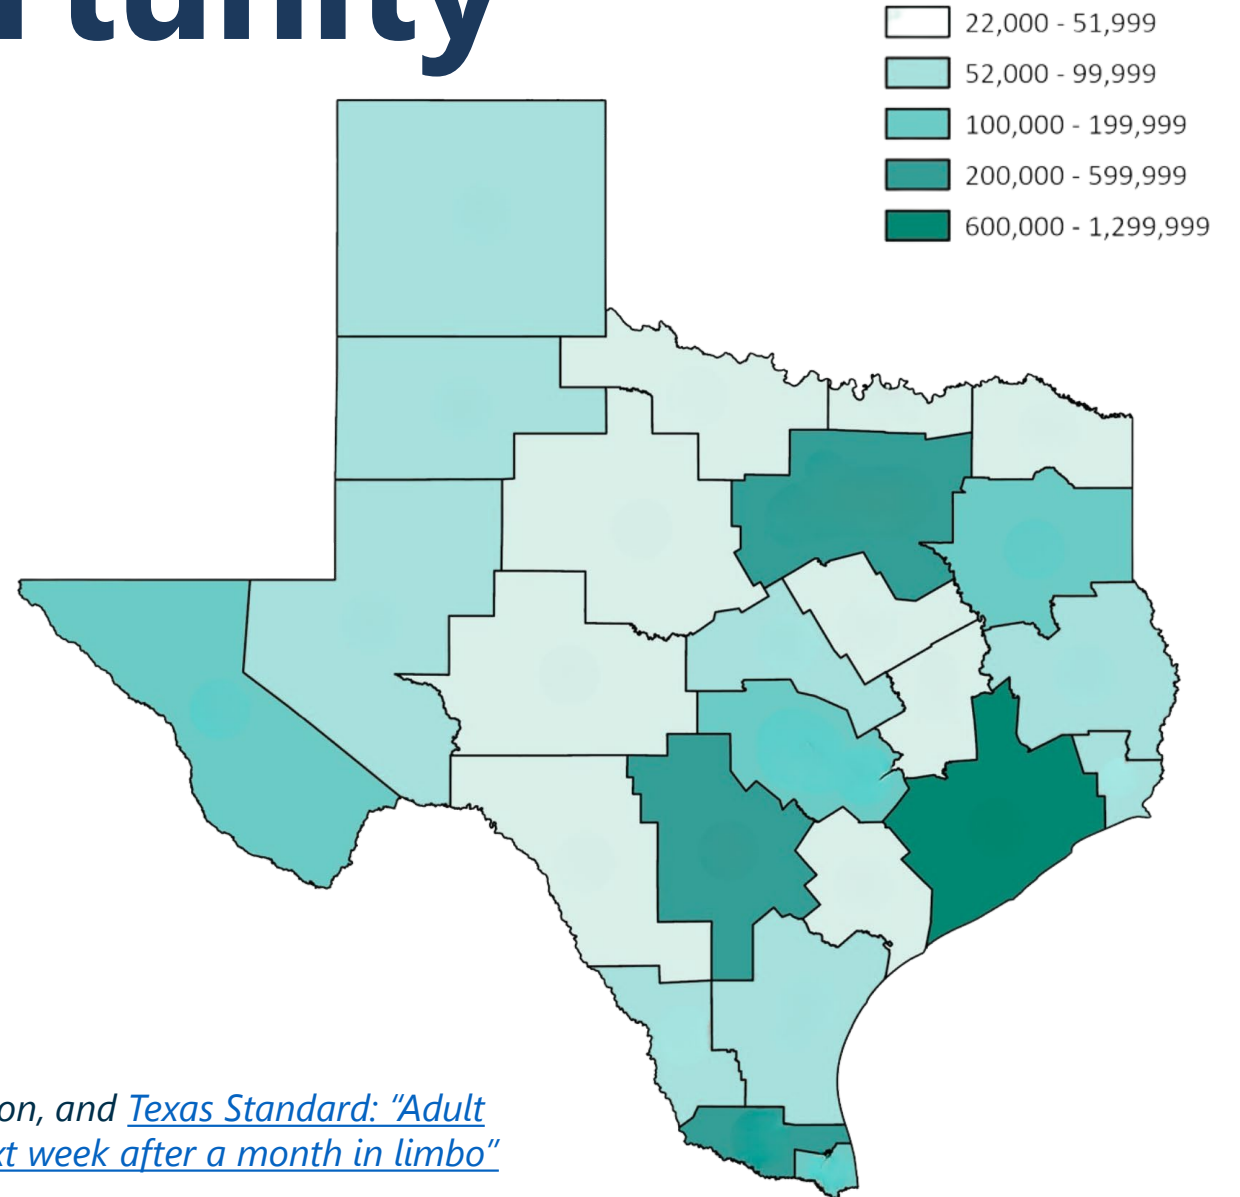 rtunity
22,000 - 51,999
52,000 - 99,999
100,000 - 199,999
200,000 - 599,999
600,000 - 1,299,999
on, and Texas Standard: “Adult
xt week after a month in limbo”